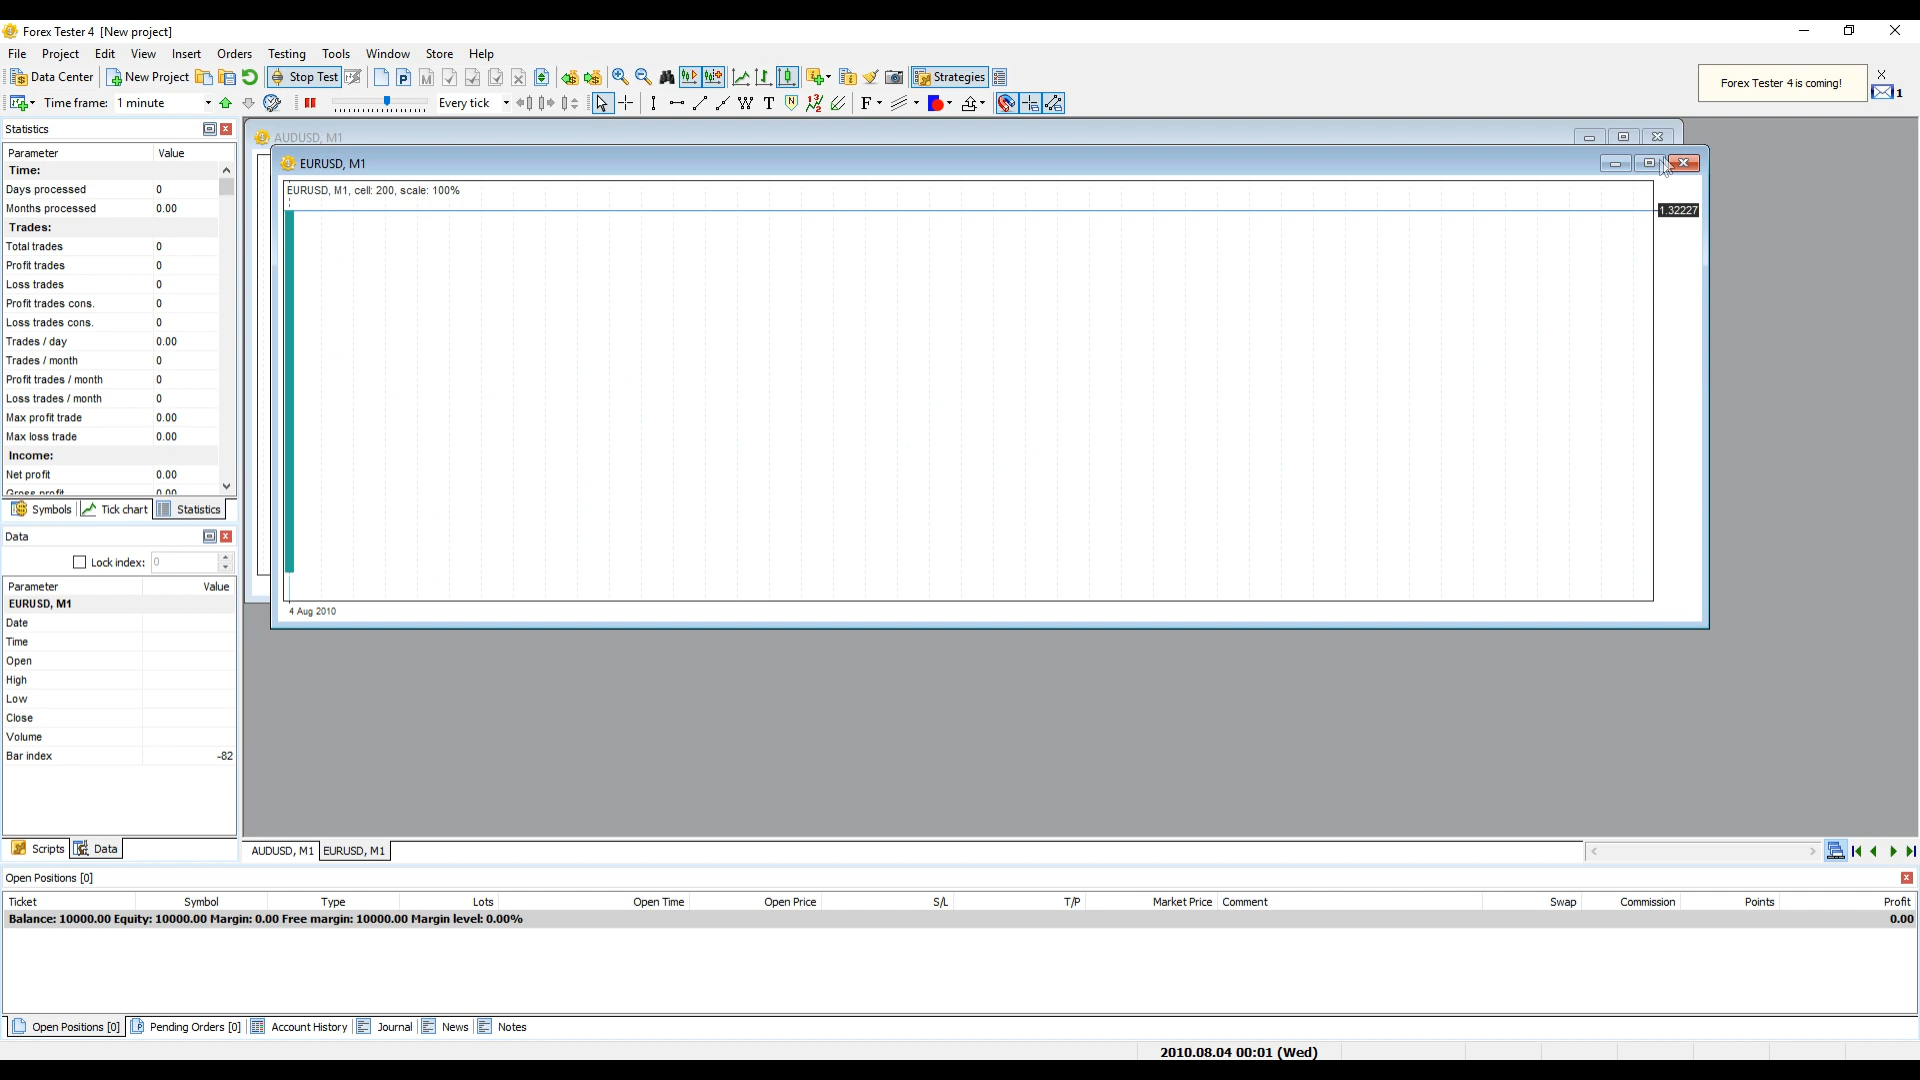 Forex Tester 4 [New project]
File Project Edit View Insert Orders Testing Tools Window Store Help
Data Center New Project Stop Test Strategies
Forex Tester 4 is coming!
X
1
Time frame: 1 minute Every tick
Statistics
Parameter Value
Time:
Days processed 0
Months processed 0.00
Trades:
Total trades 0
Profit trades 0
Loss trades 0
Profit trades cons. 0
Loss trades cons. 0
Trades / day 0.00
Trades / month 0
Profit trades / month 0
Loss trades / month 0
Max profit trade 0.00
Max loss trade 0.00
Income:
Net profit 0.00
Gross profit 0.00
Symbols Tick chart Statistics
Data
Lock index: 0
Parameter Value
EURUSD, M1
Date
Time
Open
High
Low
Close
Volume
Bar index -82
Scripts Data
AUDUSD, M1
EURUSD, M1
EURUSD, M1, cell: 200, scale: 100%
1.32227
4 Aug 2010
AUDUSD, M1 EURUSD, M1
Open Positions [0]
Ticket Symbol Type Lots Open Time Open Price S/L T/P Market Price Comment Swap Commission Points Profit
Balance: 10000.00 Equity: 10000.00 Margin: 0.00 Free margin: 10000.00 Margin level: 0.00% 0.00
Open Positions [0] Pending Orders [0] Account History Journal News Notes
2010.08.04 00:01 (Wed)